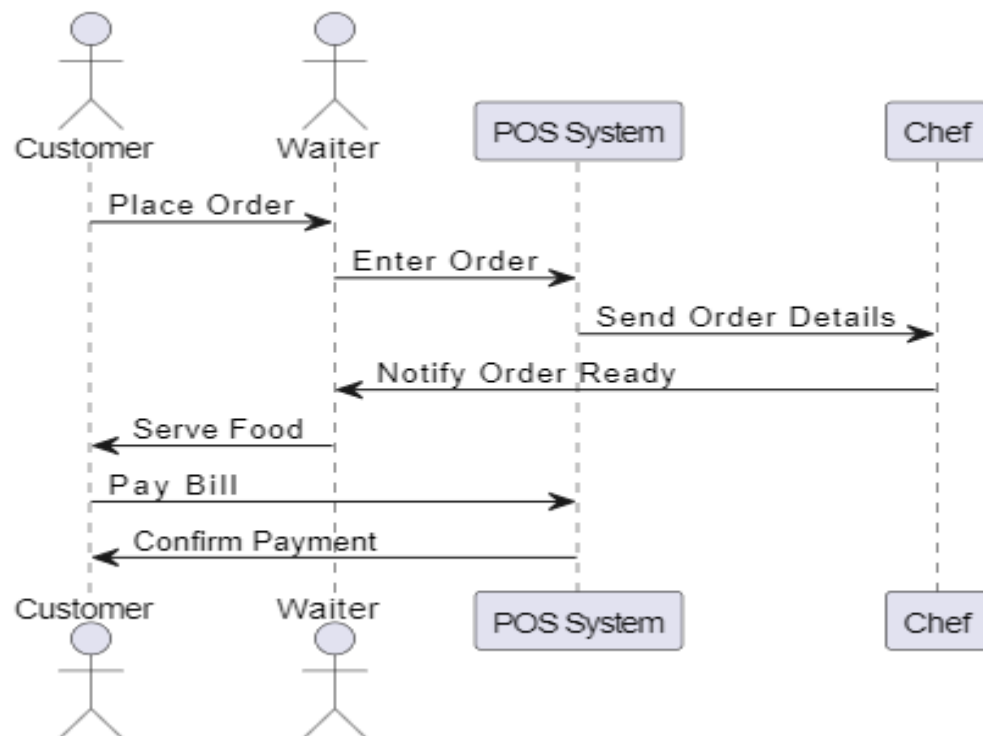 Customer
Waiter
POS System
Chef
Place Order
Enter Order
Send Order Details
Notify Order Ready
Serve Food
Pay Bill
Confirm Payment
Customer
Waiter
POS System
Chef